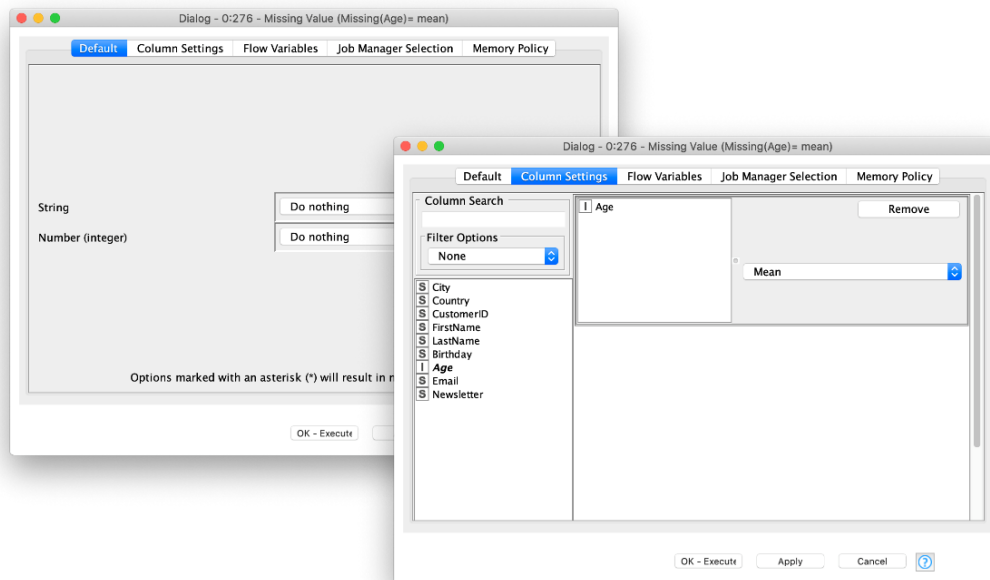 Dialog - 0:276 - Missing Value (Missing(Age)= mean)
Default Column Settings Flow Variables Job Manager Selection Memory Policy
String Do nothing
Number (integer) Do nothing
Options marked with an asterisk (*) will result in
OK - Execute
Dialog - 0:276 - Missing Value (Missing(Age)= mean)
Default Column Settings Flow Variables Job Manager Selection Memory Policy
Column Search
Filter Options
None
S City
S Country
S CustomerID
S FirstName
S LastName
S Birthday
I Age
S Email
S Newsletter
I Age
Remove
Mean
OK - Execute Apply Cancel ?